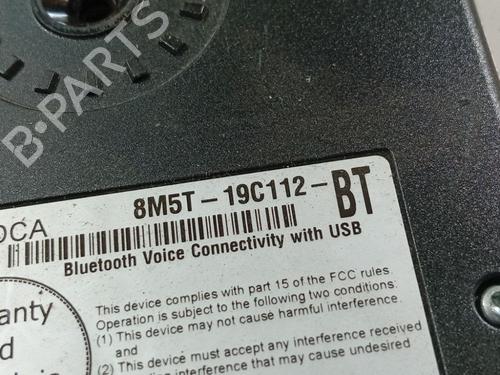 B-PARTS
8M5T-19C112-BT
OCA
Bluetooth Voice Connectivity with USB
This device complies with part 15 of the FCC rules.
Operation is subject to the following two conditions:
(1) This device may not cause harmful interference.
and
(2) This device must accept any interference received
interference that may cause undesired